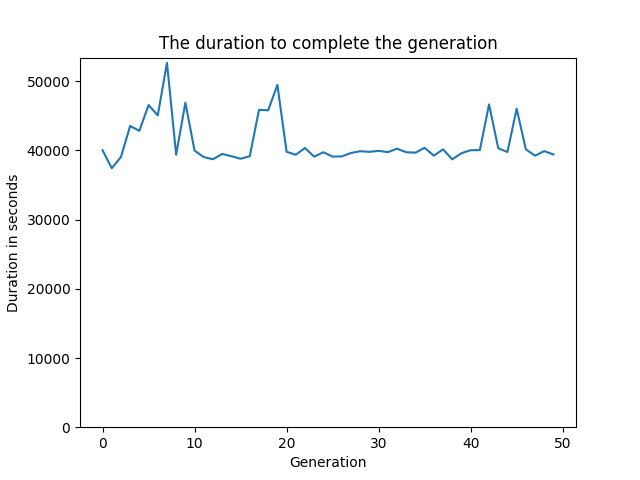 The duration to complete the generation
50000
40000
30000
20000
10000
0
Duration in seconds
0 10 20 30 40 50
Generation